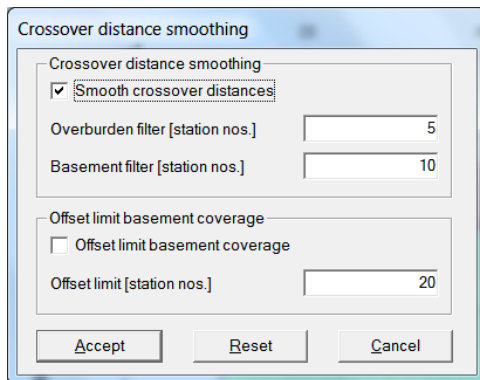 Crossover distance smoothing
Crossover distance smoothing
Smooth crossover distances
Overburden filter [station nos.] 5
Basement filter [station nos.] 10
Offset limit basement coverage
Offset limit basement coverage
Offset limit [station nos.] 20
Accept Reset Cancel